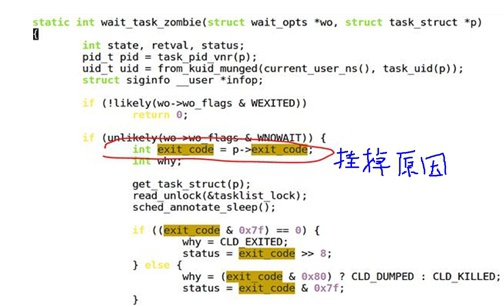 static int wait_task_zombie(struct wait_opts *wo, struct task_struct *p)
{
int state, retval, status;
pid_t pid = task_pid_vnr(p);
uid_t uid = from_kuid_munged(current_user_ns(), task_uid(p));
struct siginfo __user *infop;
if (!likely(wo->wo_flags & WEXITED))
return 0;
if (unlikely(wo->wo_flags & WNOWAIT)) {
int exit_code = p->exit_code; 挂掉原因
int why;
get_task_struct(p);
read_unlock(&tasklist_lock);
sched_annotate_sleep();
if ((exit_code & 0x7f) == 0) {
why = CLD_EXITED;
status = exit_code >> 8;
} else {
why = (exit_code & 0x80) ? CLD_DUMPED : CLD_KILLED;
status = exit_code & 0x7f;
}